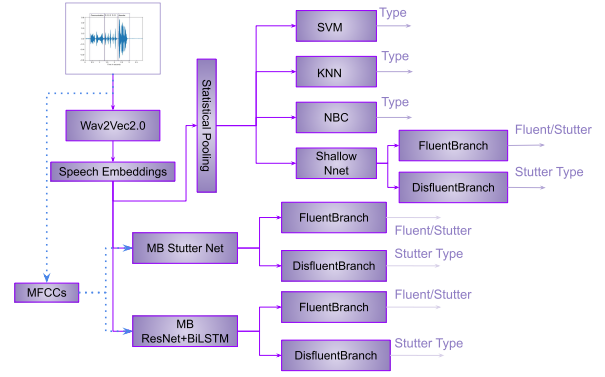 Type
SVM
Type
KNN
Type
NBC
Wav2Vec2.0
Statistical Pooling
Fluent/Stutter
FluentBranch
Shallow
Nnet
Speech Embeddings
Stutter Type
DisfluentBranch
FluentBranch
Fluent/Stutter
MB Stutter Net
Stutter Type
DisfluentBranch
MFCCs
Fluent/Stutter
FluentBranch
MB
ResNet+BiLSTM
Stutter Type
DisfluentBranch